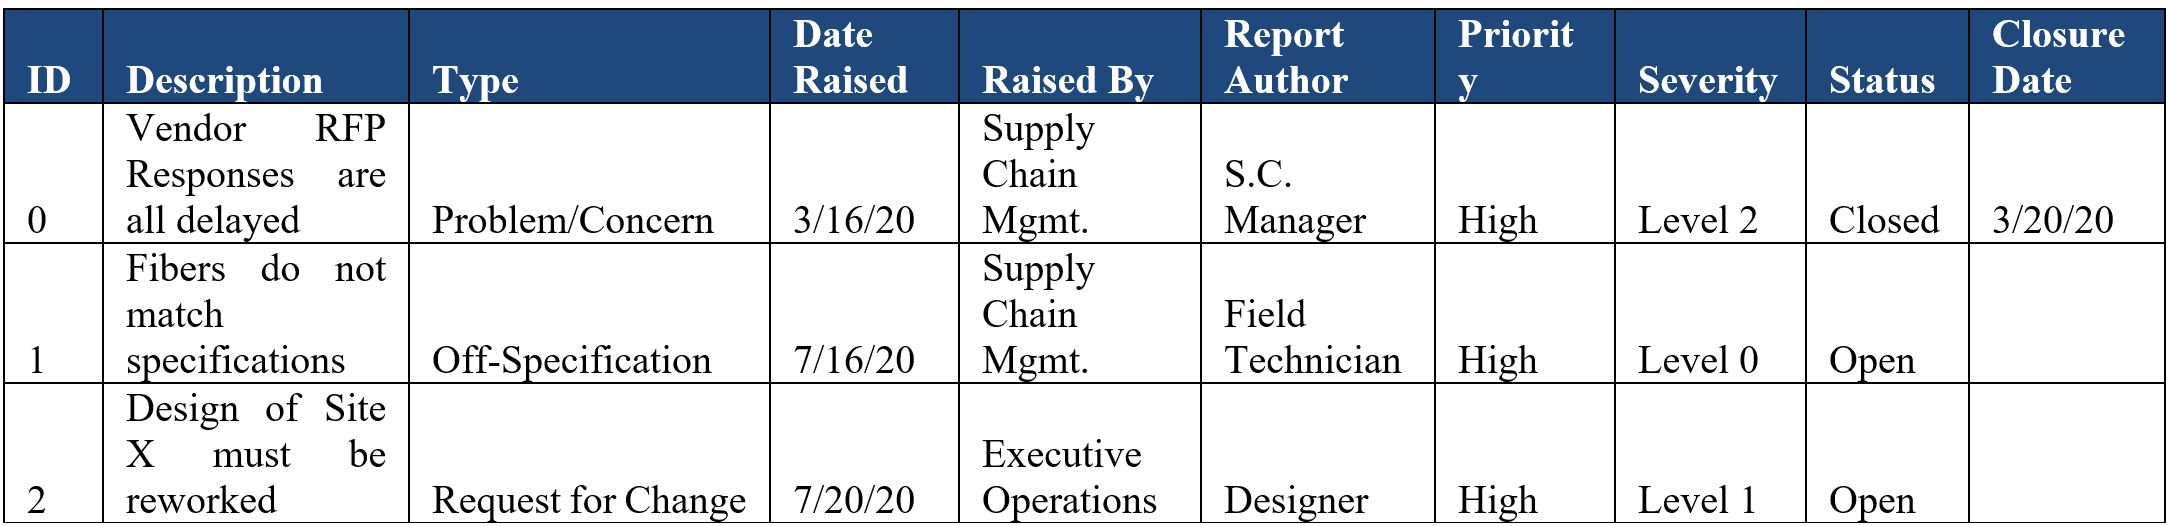 ID Description Type Date Raised Raised By Report Author Priorit y Severity Status Closure Date
0 Vendor RFP Responses are all delayed Problem/Concern 3/16/20 Supply Chain Mgmt. S.C. Manager High Level 2 Closed 3/20/20
1 Fibers do not match specifications Off-Specification 7/16/20 Supply Chain Mgmt. Field Technician High Level 0 Open
2 Design of Site X must be reworked Request for Change 7/20/20 Executive Operations Designer High Level 1 Open